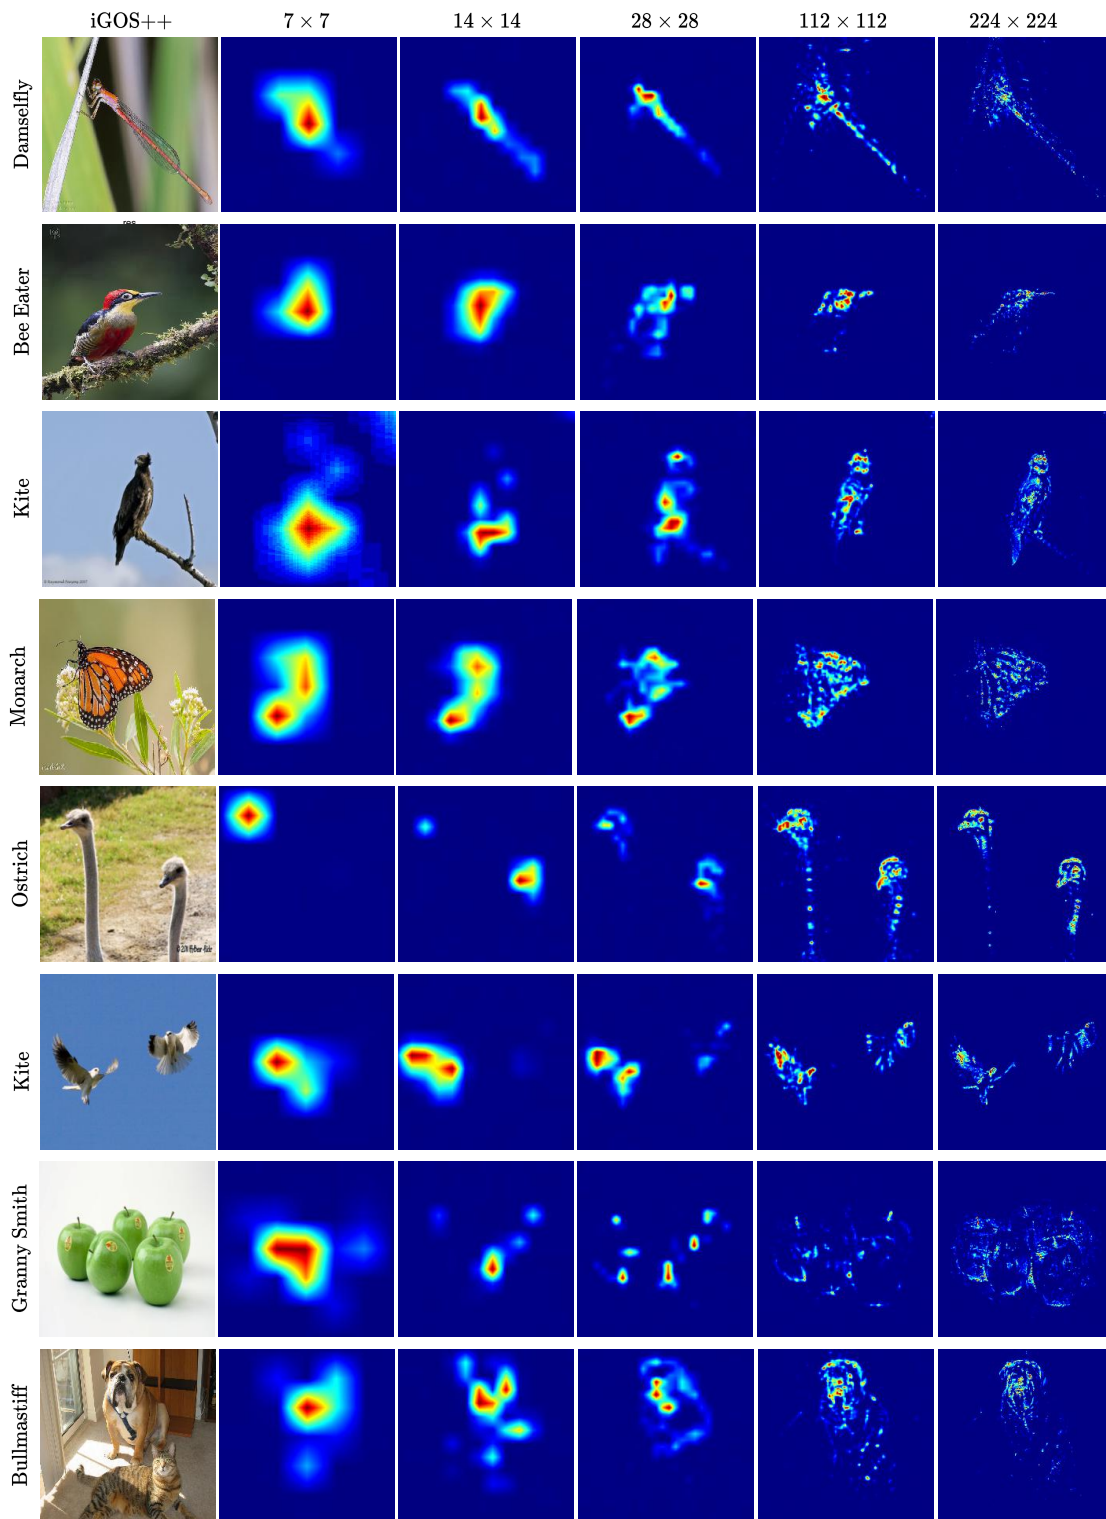 iGOS++ 7 × 7 14 × 14 28 × 28 112 × 112 224 × 224
Damselfly
Bee Eater
Kite
Monarch
Ostrich
Kite
Granny Smith
Bullmastiff